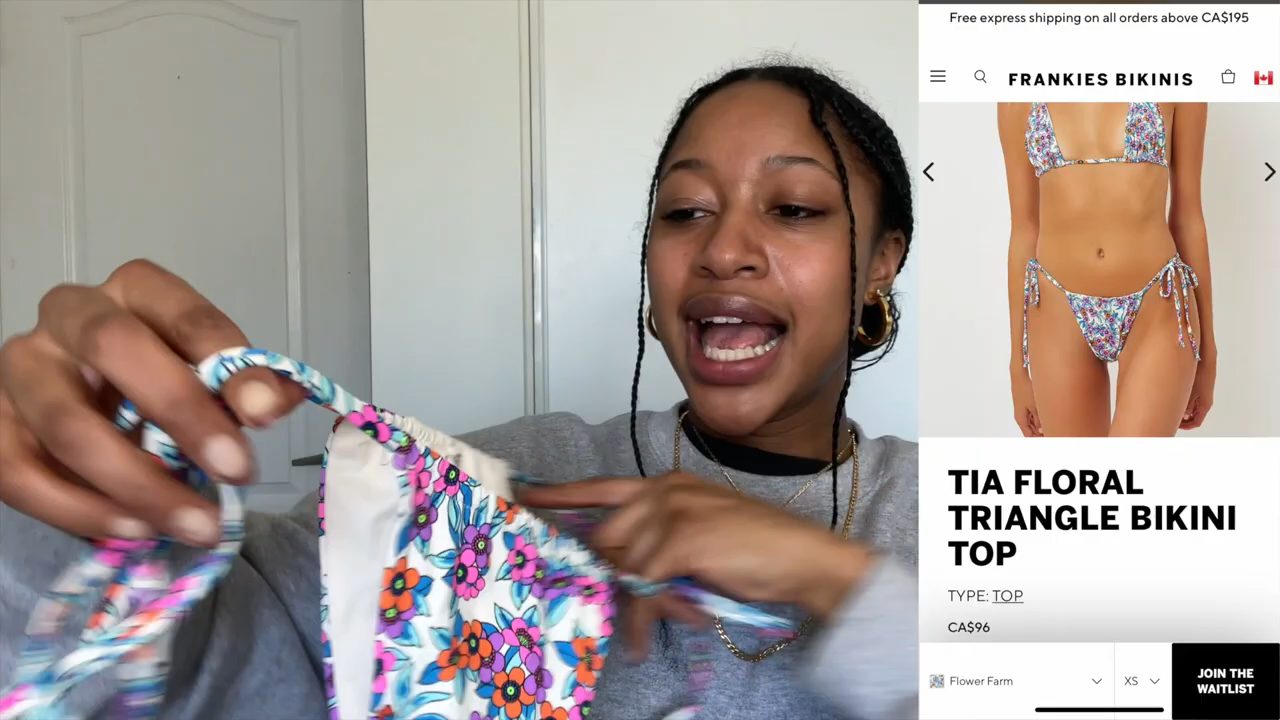 Free express shipping on all orders above CA$195
FRANKIES BIKINIS
TIA FLORAL
TRIANGLE BIKINI
TOP
TYPE: TOP
CA$96
Flower Farm
XS
JOIN THE
WAITLIST